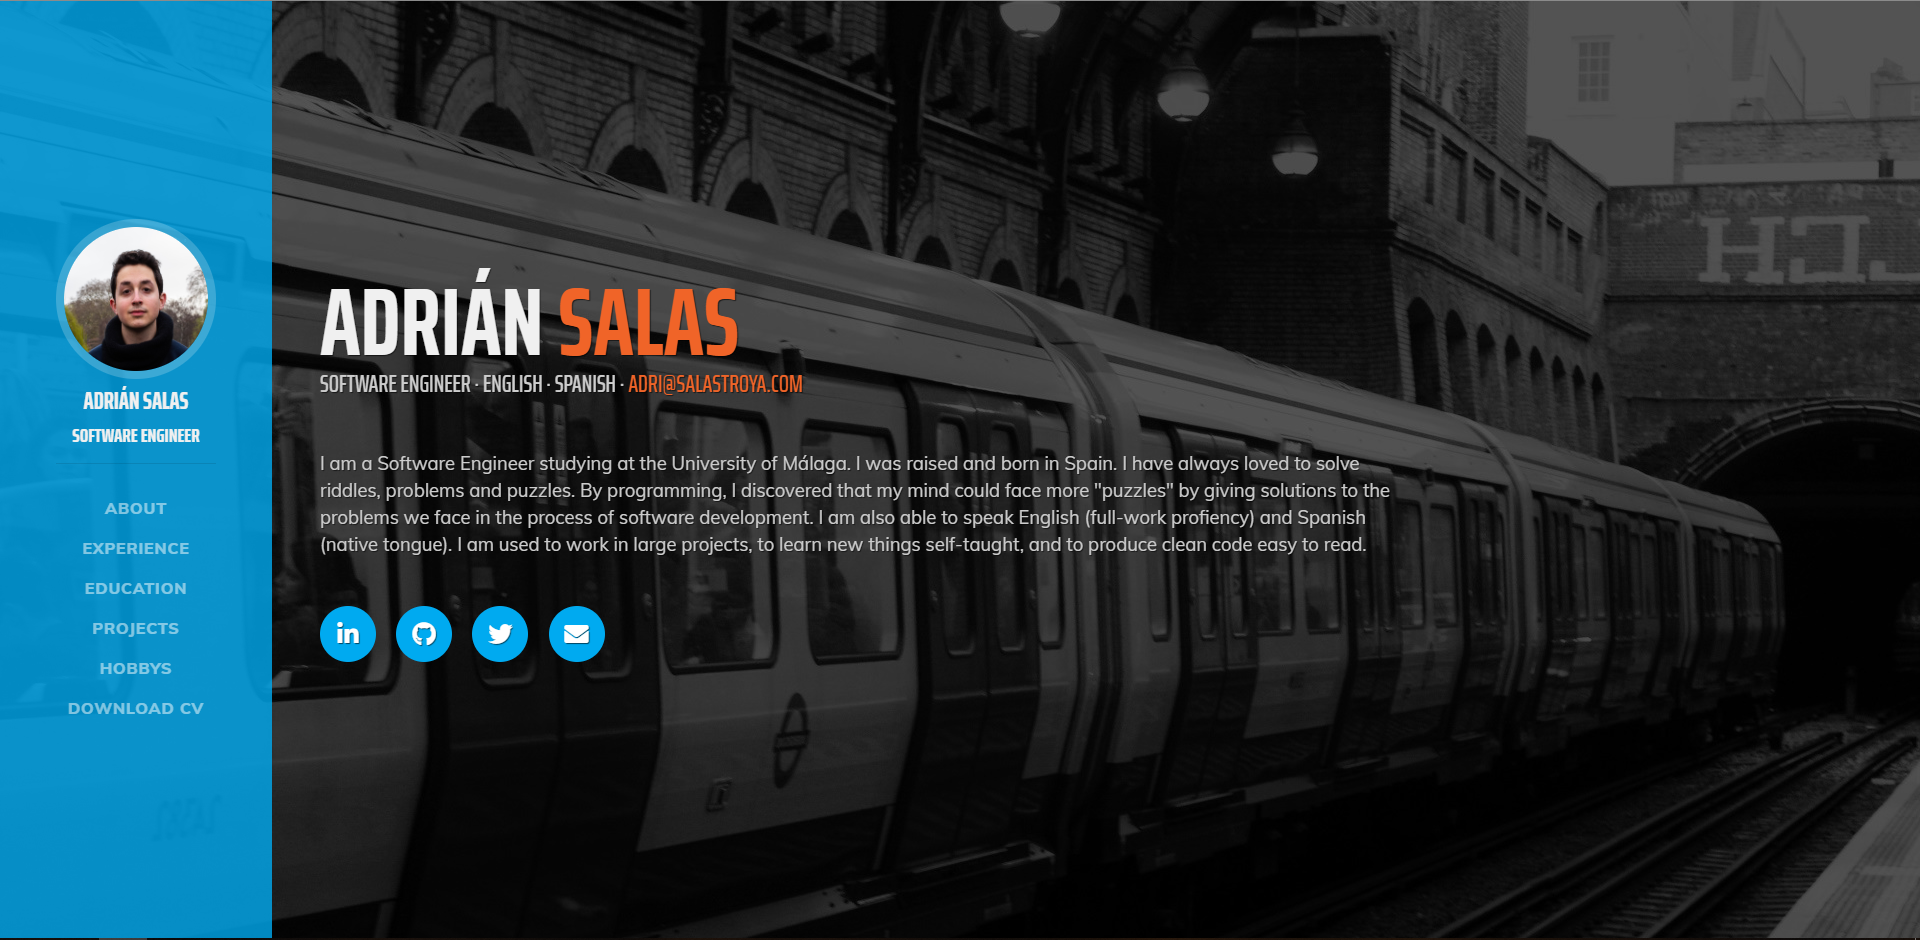 ADRIÁN SALAS
SOFTWARE ENGINEER
ABOUT
EXPERIENCE
EDUCATION
PROJECTS
HOBBYS
DOWNLOAD CV
ADRIÁN SALAS
SOFTWARE ENGINEER · ENGLISH · SPANISH · ADRI@SALASTROYA.COM
I am a Software Engineer studying at the University of Málaga. I was raised and born in Spain. I have always loved to solve
riddles, problems and puzzles. By programming, I discovered that my mind could face more "puzzles" by giving solutions to the
problems we face in the process of software development. I am also able to speak English (full-work profiency) and Spanish
(native tongue). I am used to work in large projects, to learn new things self-taught, and to produce clean code easy to read.
in